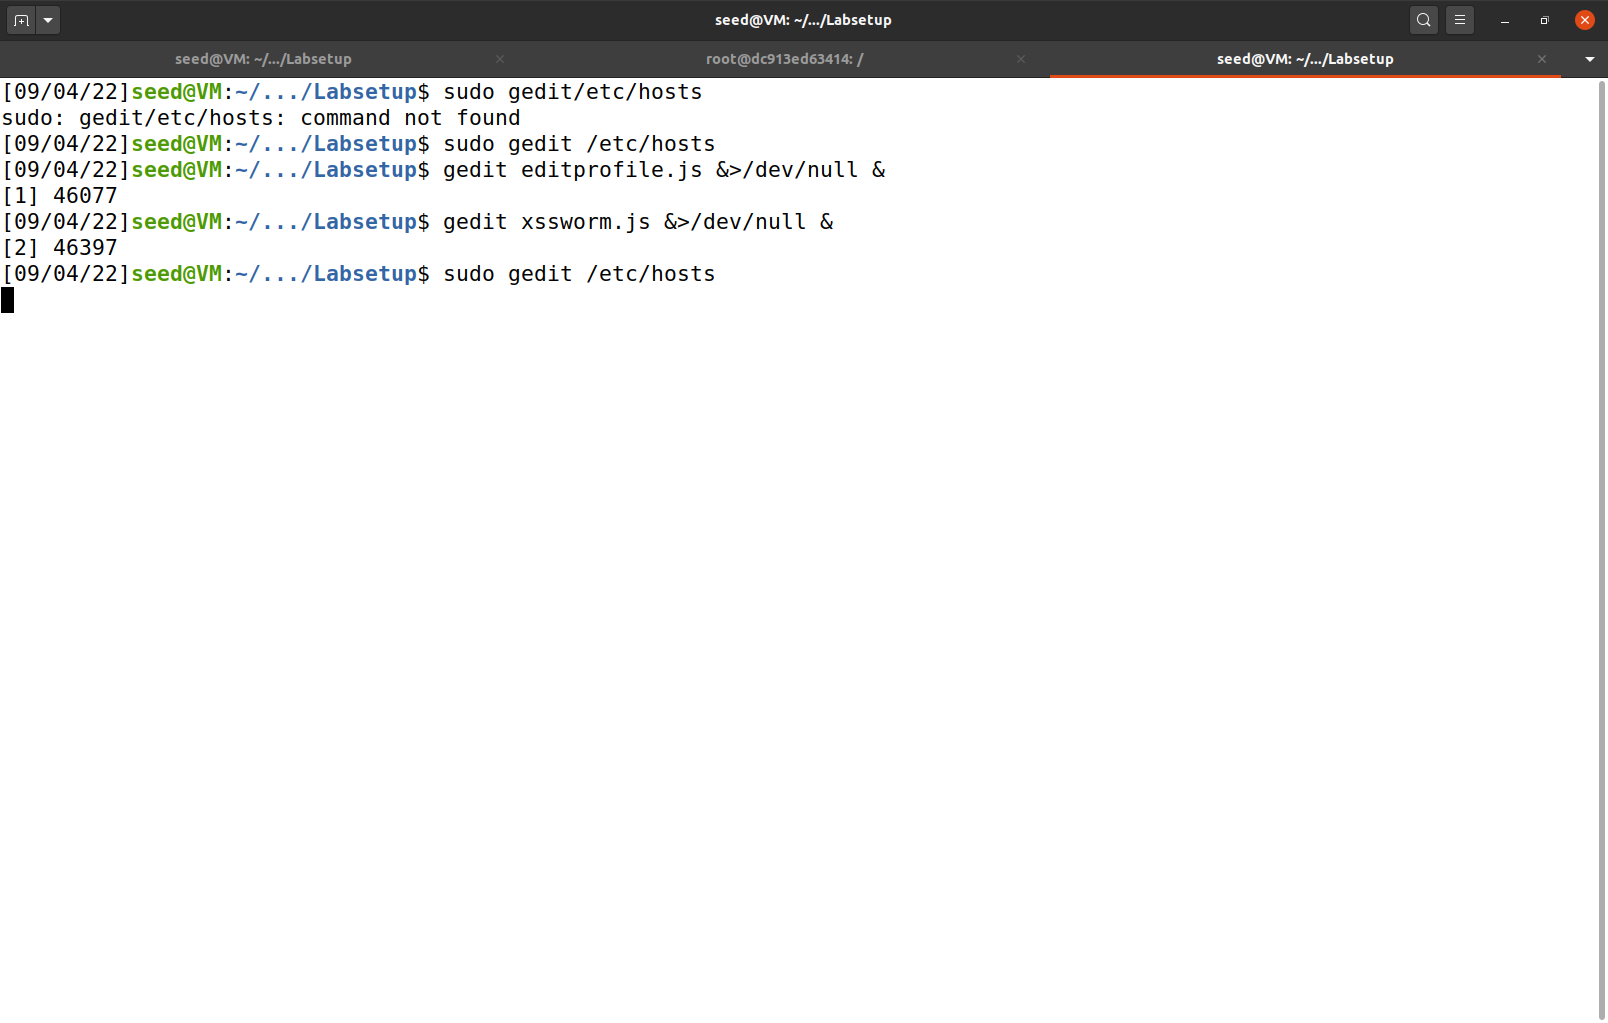 seed@VM: ~/.../Labsetup
seed@VM: ~/.../Labsetup
root@dc913ed63414: /
seed@VM: ~/.../Labsetup
[09/04/22]seed@VM:~/.../Labsetup$ sudo gedit/etc/hosts
sudo: gedit/etc/hosts: command not found
[09/04/22]seed@VM:~/.../Labsetup$ sudo gedit /etc/hosts
[09/04/22]seed@VM:~/.../Labsetup$ gedit editprofile.js &>/dev/null &
[1] 46077
[09/04/22]seed@VM:~/.../Labsetup$ gedit xssworm.js &>/dev/null &
[2] 46397
[09/04/22]seed@VM:~/.../Labsetup$ sudo gedit /etc/hosts